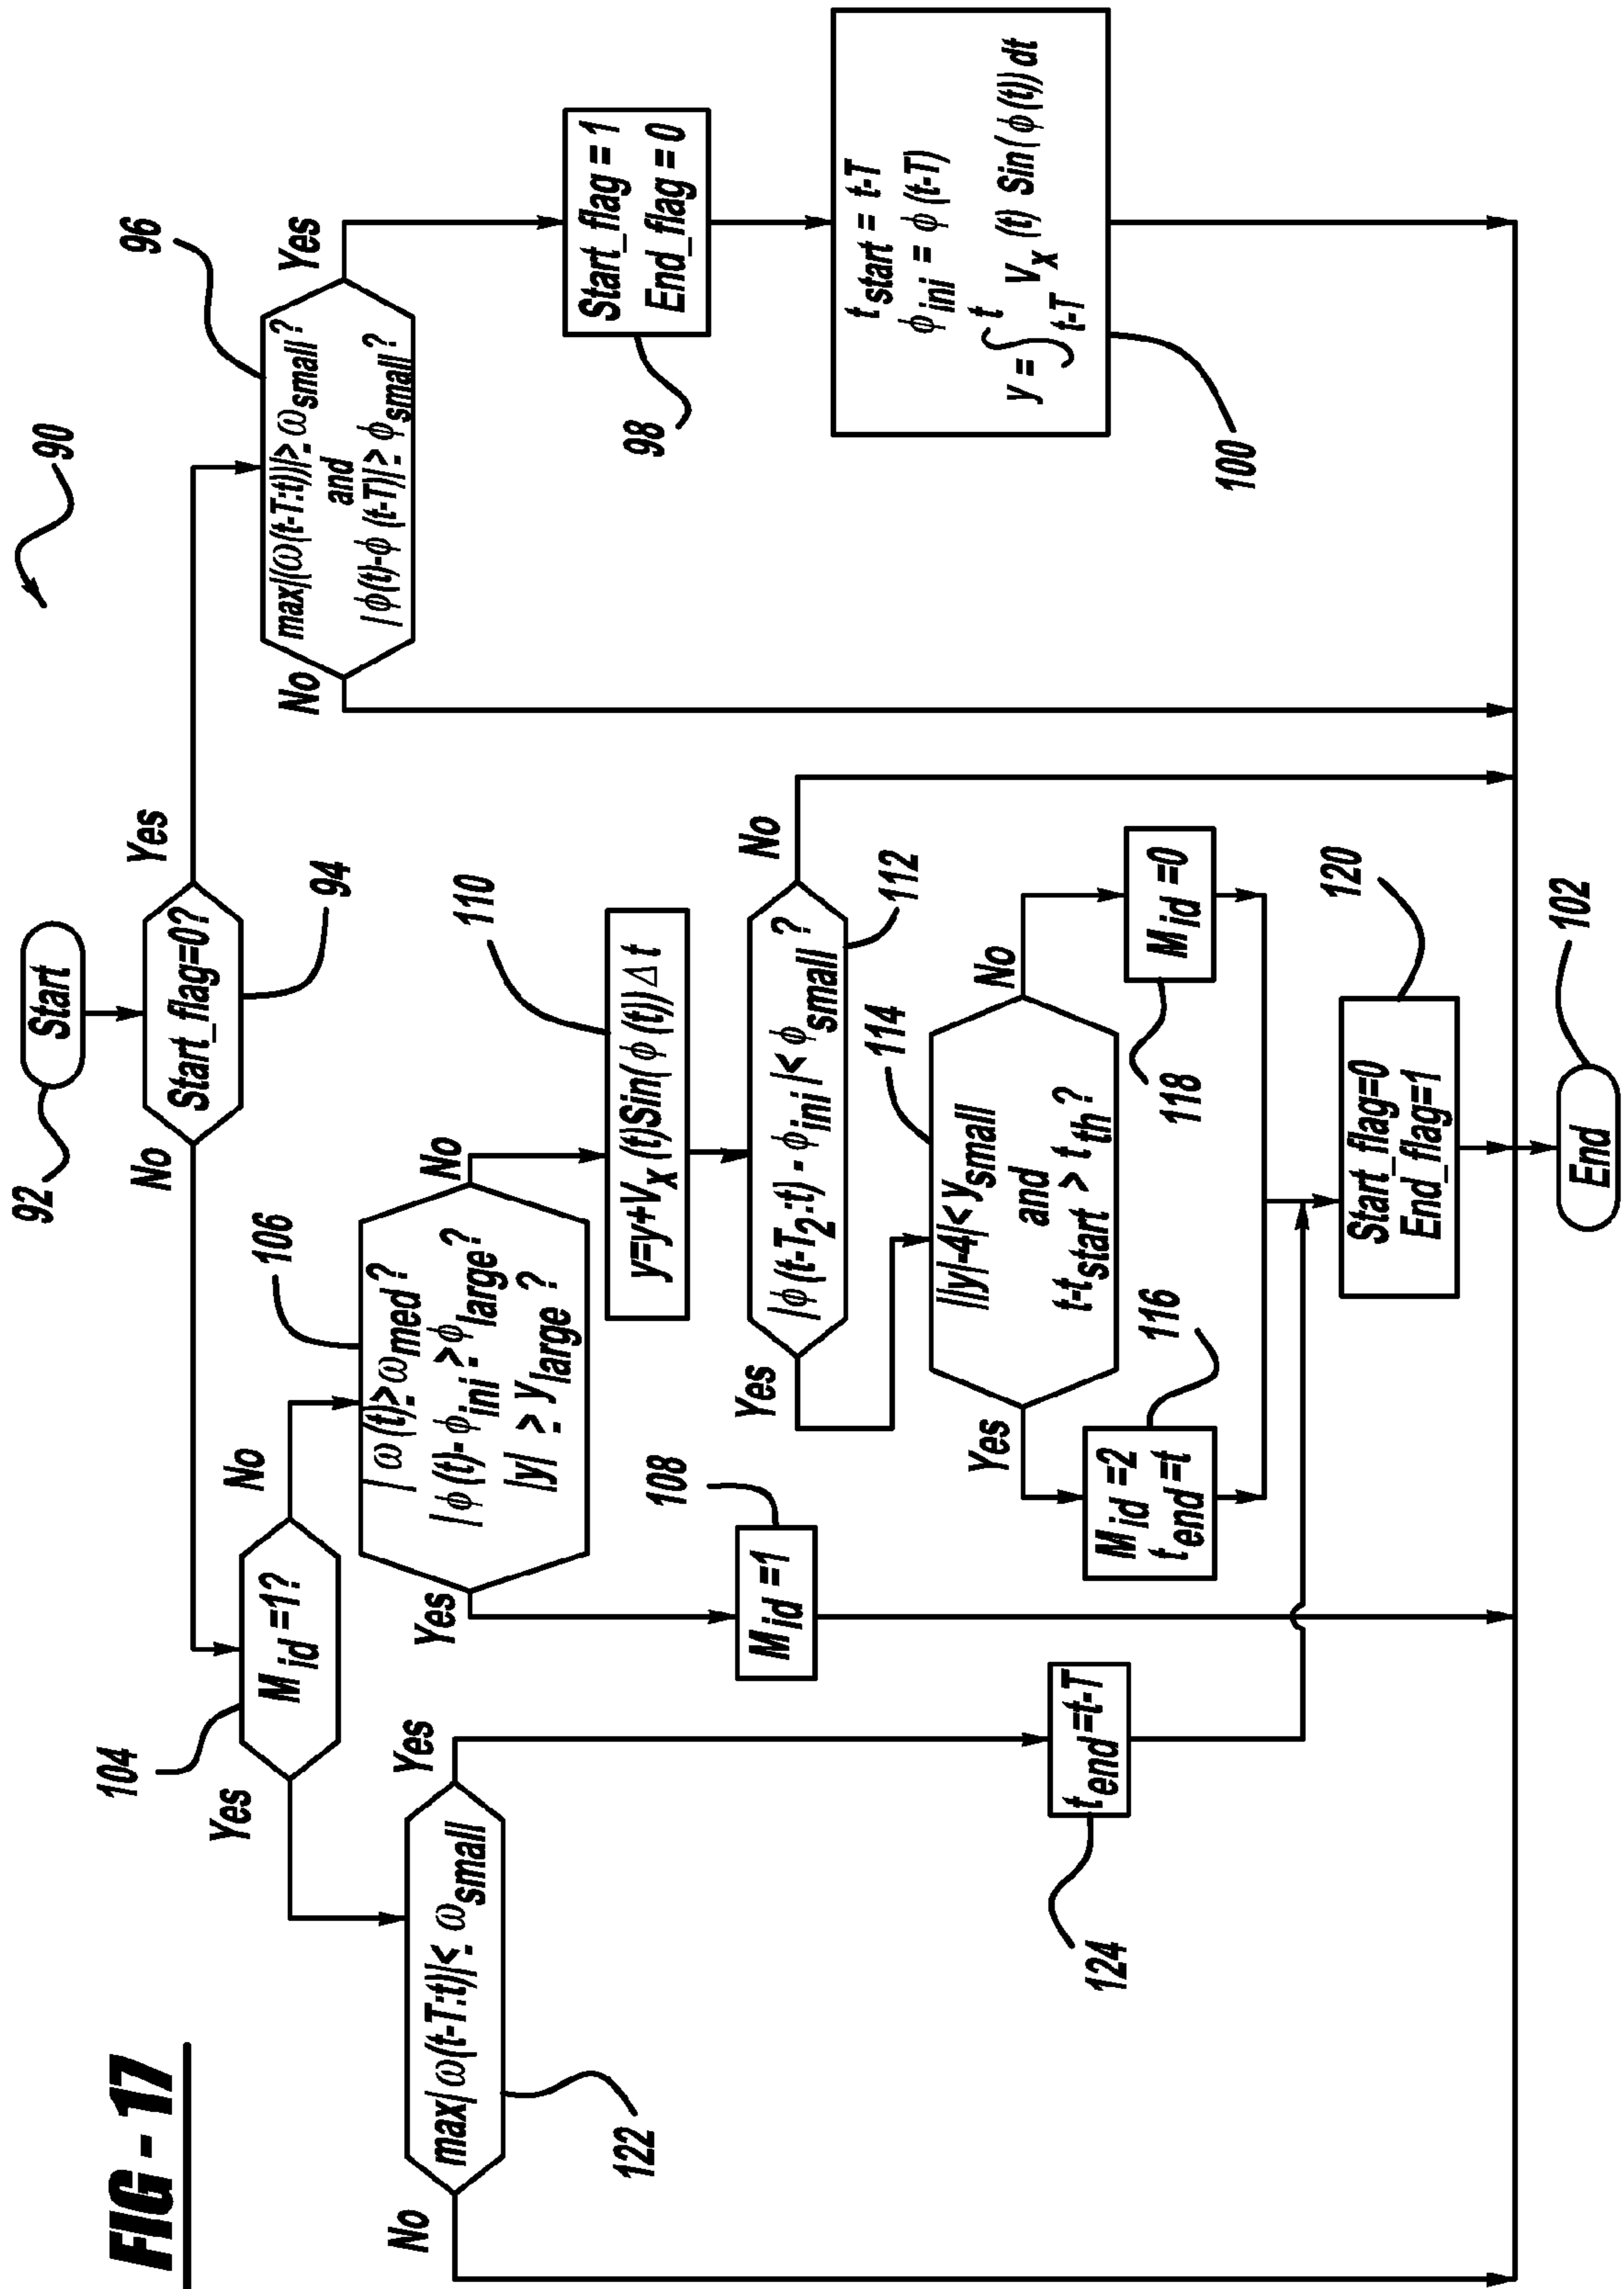 FIG - 17
90
92
Start
94
Start_flag=0?
No
Yes
96
max|(ω(t-T:t))|≥ωsmall?
and
|ϕ(t)-ϕ(t-T)|≥ϕsmall?
No
Yes
98
Start_flag = 1
End_flag = 0
100
tstart = t-T
ϕini = ϕ(t-T)
y = ∫ t-T t Vx(t) Sin(ϕ(t)) dt
104
Mid =1?
Yes
No
122
max|ω(t-T:t)|≤ωsmall
No
Yes
106
|ω(t)≥ωmed?
|ϕ(t)-ϕini≥ϕlarge?
|y| ≥ ylarge?
Yes
No
108
Mid =1
110
y=y+Vx(t)Sin(ϕ(t))Δt
112
|ϕ(t-T2:t)-ϕini|<ϕsmall?
Yes
No
114
||y|-4|<ysmall
and
t-tstart > tth?
Yes
No
116
Mid =2
tend=t
118
Mid =0
124
tend=t-T
120
Start_flag=0
End_flag=1
102
End